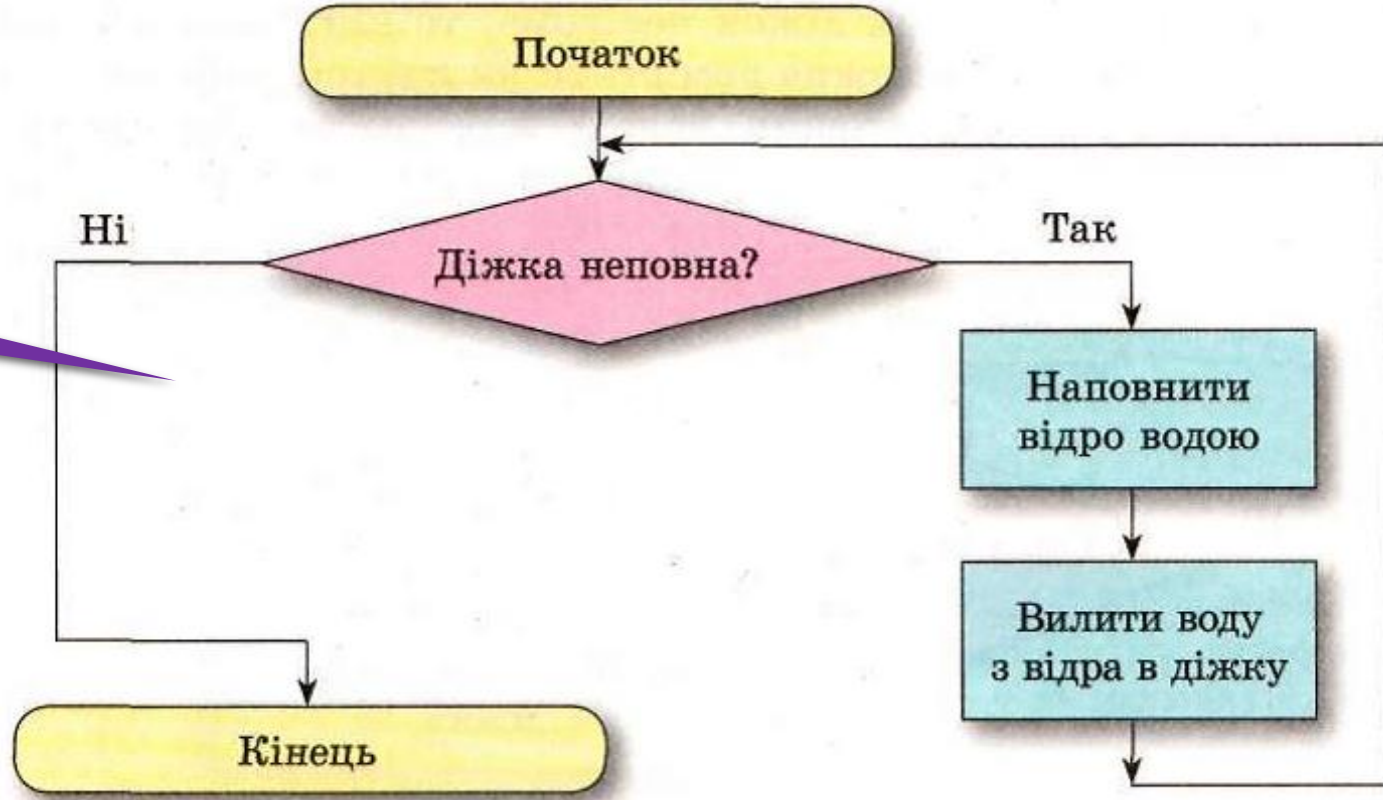 Початок
Ні
Діжка неповна?
Так
Наповнити
відро водою
Вилити воду
з відра в діжку
Кінець